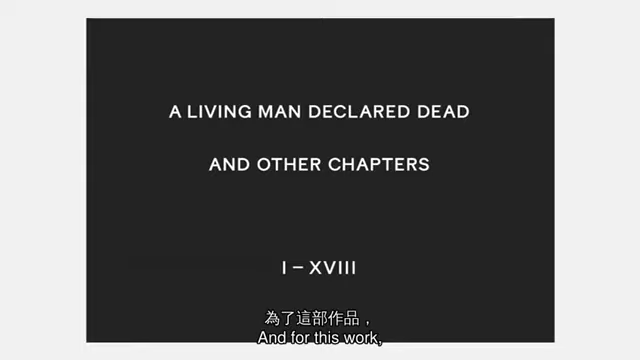 A LIVING MAN DECLARED DEAD
AND OTHER CHAPTERS
I – XVIII
為了這部作品，
And for this work,